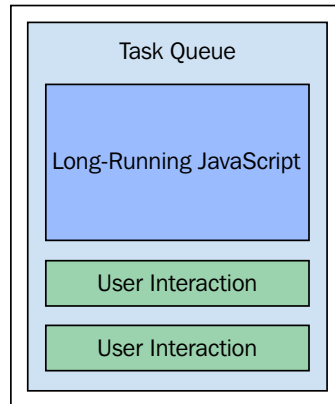 Task Queue
Long-Running JavaScript
User Interaction
User Interaction